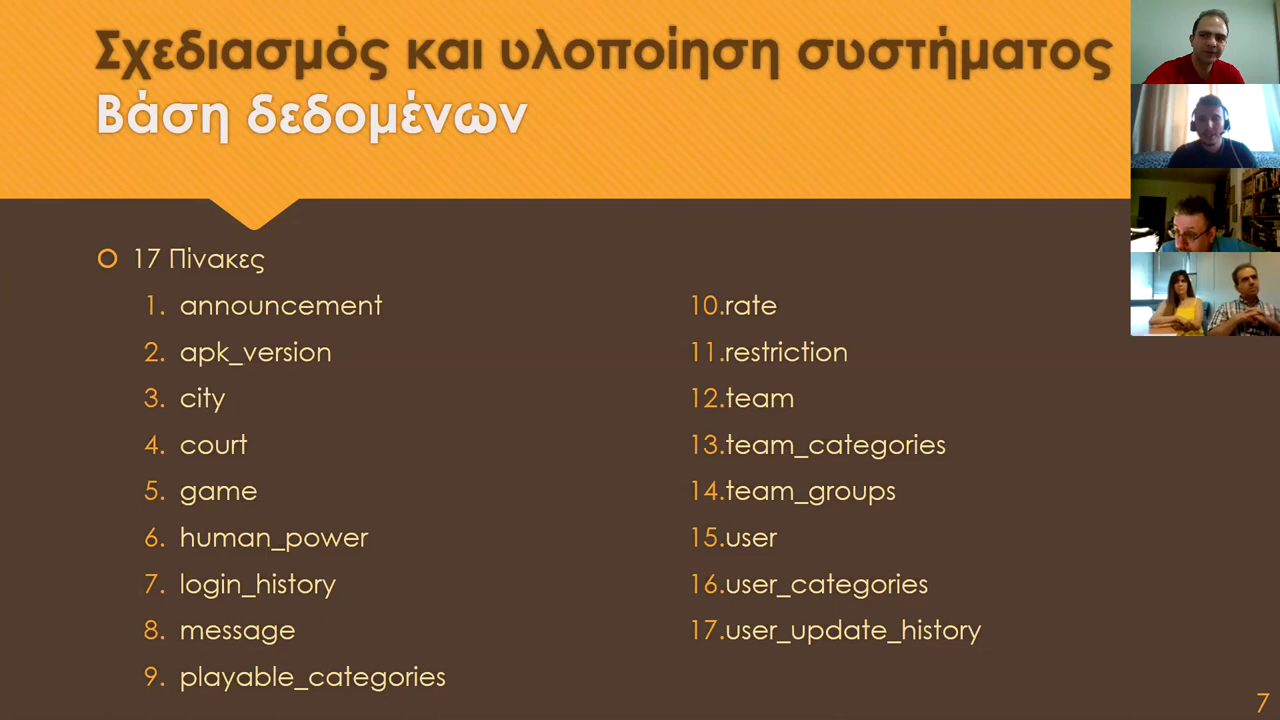 Σχεδιασμός και υλοποίηση συστήματος
Βάση δεδομένων
17 Πίνακες
1. announcement
2. apk_version
3. city
4. court
5. game
6. human_power
7. login_history
8. message
9. playable_categories
10.rate
11.restriction
12.team
13.team_categories
14.team_groups
15.user
16.user_categories
17.user_update_history
7